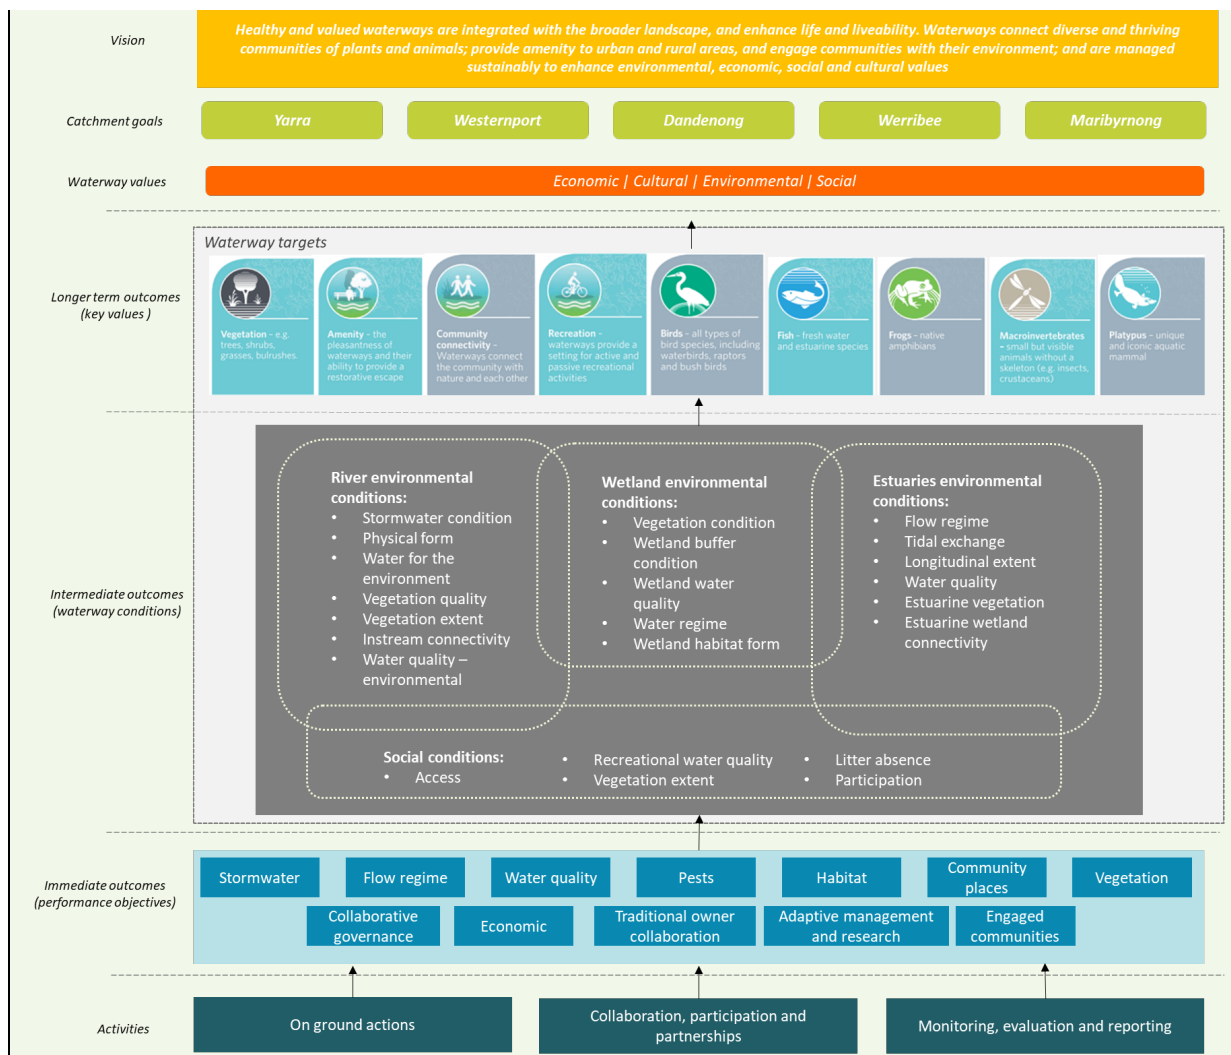 Vision
Healthy and valued waterways are integrated with the broader landscape, and enhance life and liveability. Waterways connect diverse and thriving
communities of plants and animals; provide amenity to urban and rural areas, and engage communities with their environment; and are managed
sustainably to enhance environmental, economic, social and cultural values
Catchment goals
Yarra
Westernport
Dandenong
Werribee
Maribyrnong
Waterway values
Economic | Cultural | Environmental | Social
Waterway targets
Longer term outcomes
(key values )
Vegetation – e.g.
trees, shrubs,
grasses, bulrushes.
Amenity – the
pleasantness of
waterways and their
ability to provide a
restorative escape
Community
connectivity –
Waterways connect
the community with
nature and each other
Recreation –
waterways provide a
setting for active and
passive recreational
activities
Birds – all types of
bird species, including
waterbirds, raptors
and bush birds
Fish – fresh water
and estuarine species
Frogs – native
amphibians
Macroinvertebrates
– small but visible
animals without a
skeleton (e.g. insects,
crustaceans)
Platypus – unique
and iconic aquatic
mammal
Intermediate outcomes
(waterway conditions)
River environmental
conditions:
• Stormwater condition
• Physical form
• Water for the
environment
• Vegetation quality
• Vegetation extent
• Instream connectivity
• Water quality –
environmental
Wetland environmental
conditions:
• Vegetation condition
• Wetland buffer
condition
• Wetland water
quality
• Water regime
• Wetland habitat form
Estuaries environmental
conditions:
• Flow regime
• Tidal exchange
• Longitudinal extent
• Water quality
• Estuarine vegetation
• Estuarine wetland
connectivity
Social conditions:
• Access
• Recreational water quality
• Vegetation extent
• Litter absence
• Participation
Immediate outcomes
(performance objectives)
Stormwater
Flow regime
Water quality
Pests
Habitat
Community
places
Vegetation
Collaborative
governance
Economic
Traditional owner
collaboration
Adaptive management
and research
Engaged
communities
Activities
On ground actions
Collaboration, participation and
partnerships
Monitoring, evaluation and reporting